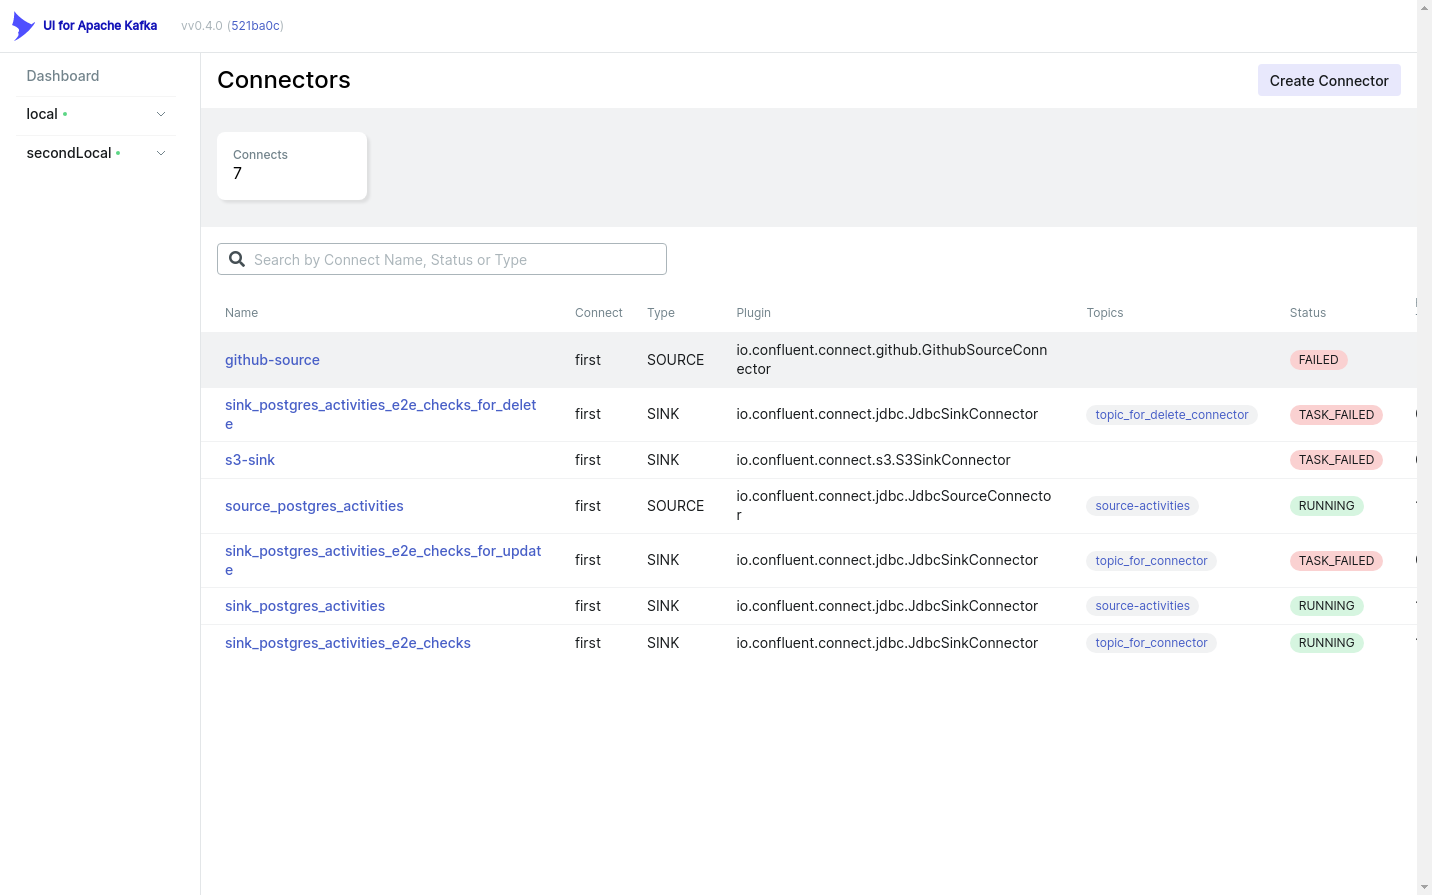 UI for Apache Kafka vv0.4.0 (521ba0c)
Dashboard
local
secondLocal
Connectors
Create Connector
Connects
7
Search by Connect Name, Status or Type
Name Connect Type Plugin Topics Status
github-source first SOURCE io.confluent.connect.github.GithubSourceConn
ector FAILED
sink_postgres_activities_e2e_checks_for_delet
e first SINK io.confluent.connect.jdbc.JdbcSinkConnector topic_for_delete_connector TASK_FAILED
s3-sink first SINK io.confluent.connect.s3.S3SinkConnector TASK_FAILED
source_postgres_activities first SOURCE io.confluent.connect.jdbc.JdbcSourceConnecto
r source-activities RUNNING
sink_postgres_activities_e2e_checks_for_updat
e first SINK io.confluent.connect.jdbc.JdbcSinkConnector topic_for_connector TASK_FAILED
sink_postgres_activities first SINK io.confluent.connect.jdbc.JdbcSinkConnector source-activities RUNNING
sink_postgres_activities_e2e_checks first SINK io.confluent.connect.jdbc.JdbcSinkConnector topic_for_connector RUNNING